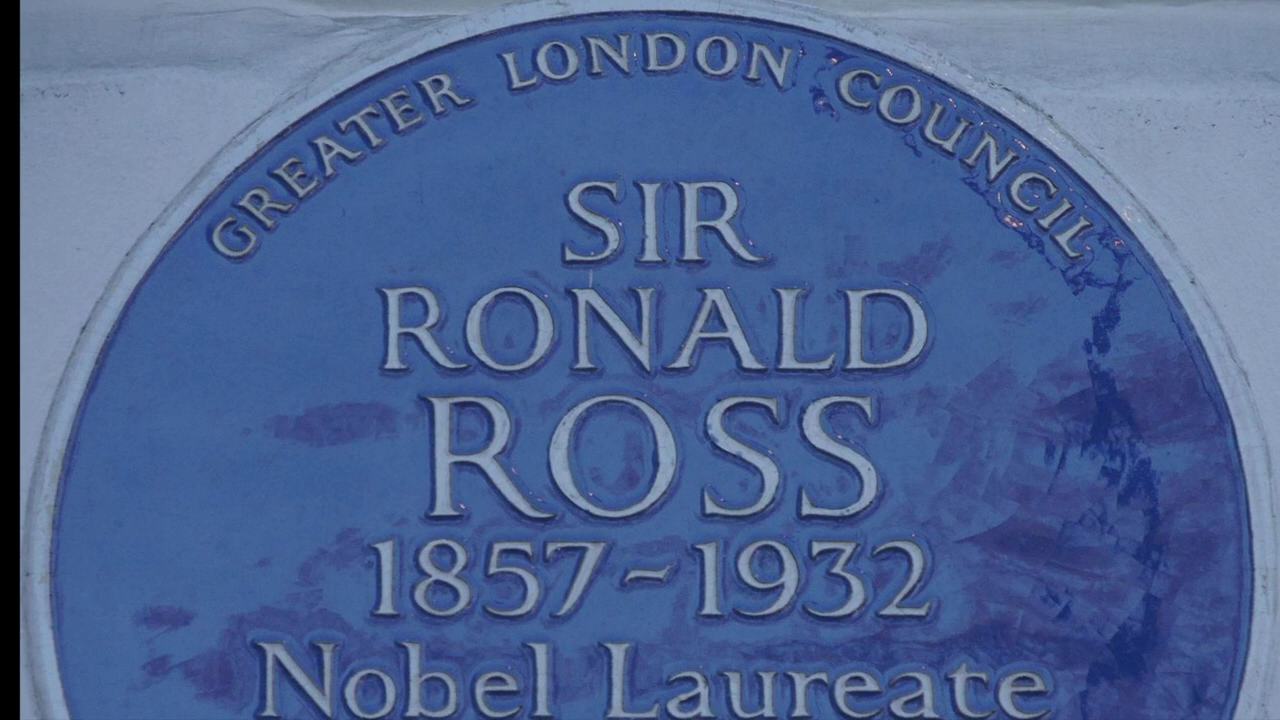 GREATER LONDON COUNCIL
SIR
RONALD
ROSS
1857~1932
Nobel Laureate